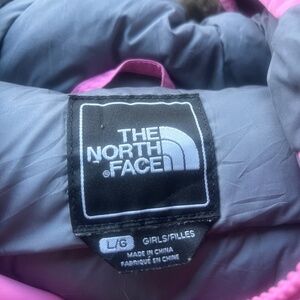 THE
NORTH
FACE
®
L/G GIRLS/FILLES
MADE IN CHINA
FABRIQUÉ EN CHINE